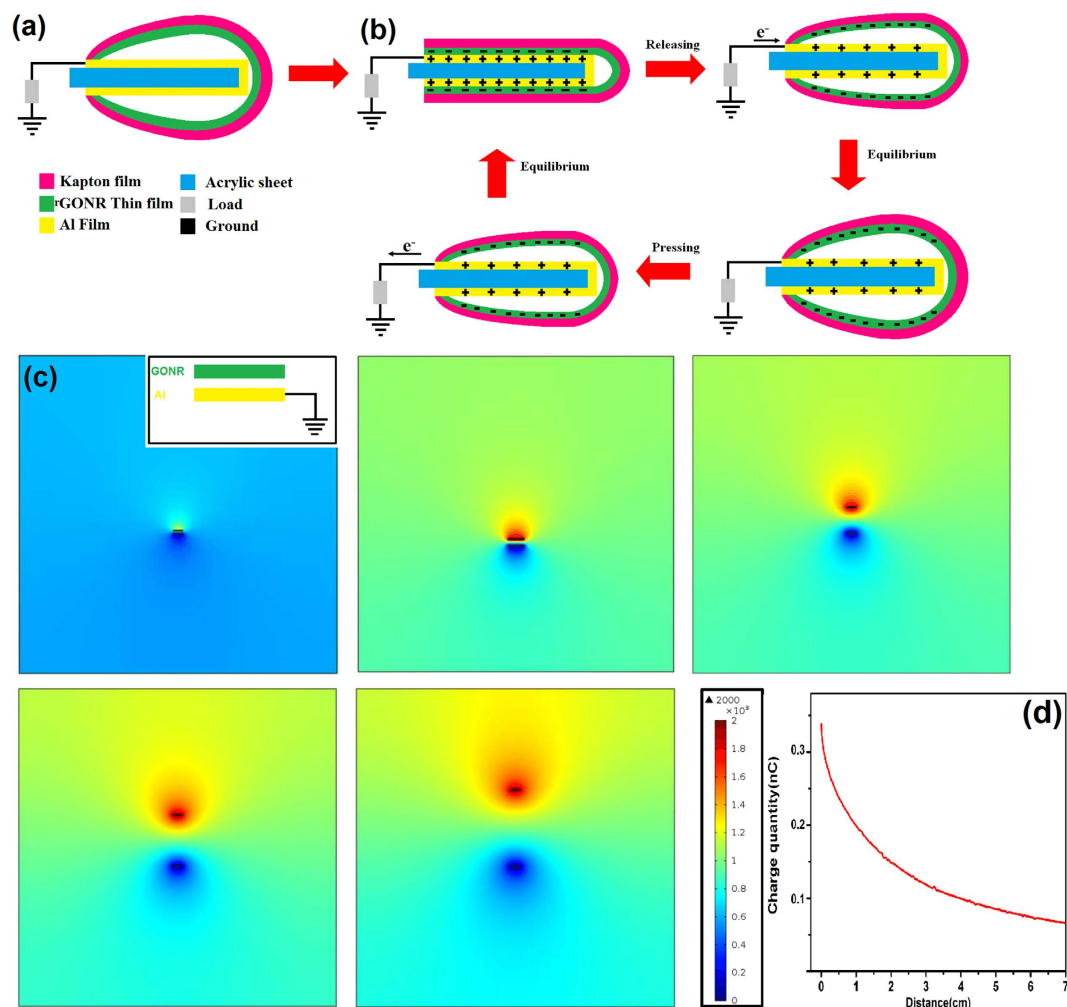 (a)
(b)
e⁻
Releasing
Equilibrium
Equilibrium
Pressing
e⁻
Kapton film
Acrylic sheet
rGONR Thin film
Load
Al Film
Ground
(c)
GONR
Al
▲ 2000
×10³
2
1.8
1.6
1.4
1.2
1
0.8
0.6
0.4
0.2
0
(d)
Charge quantity(nC)
0.3
0.2
0.1
0 1 2 3 4 5 6 7
Distance(cm)